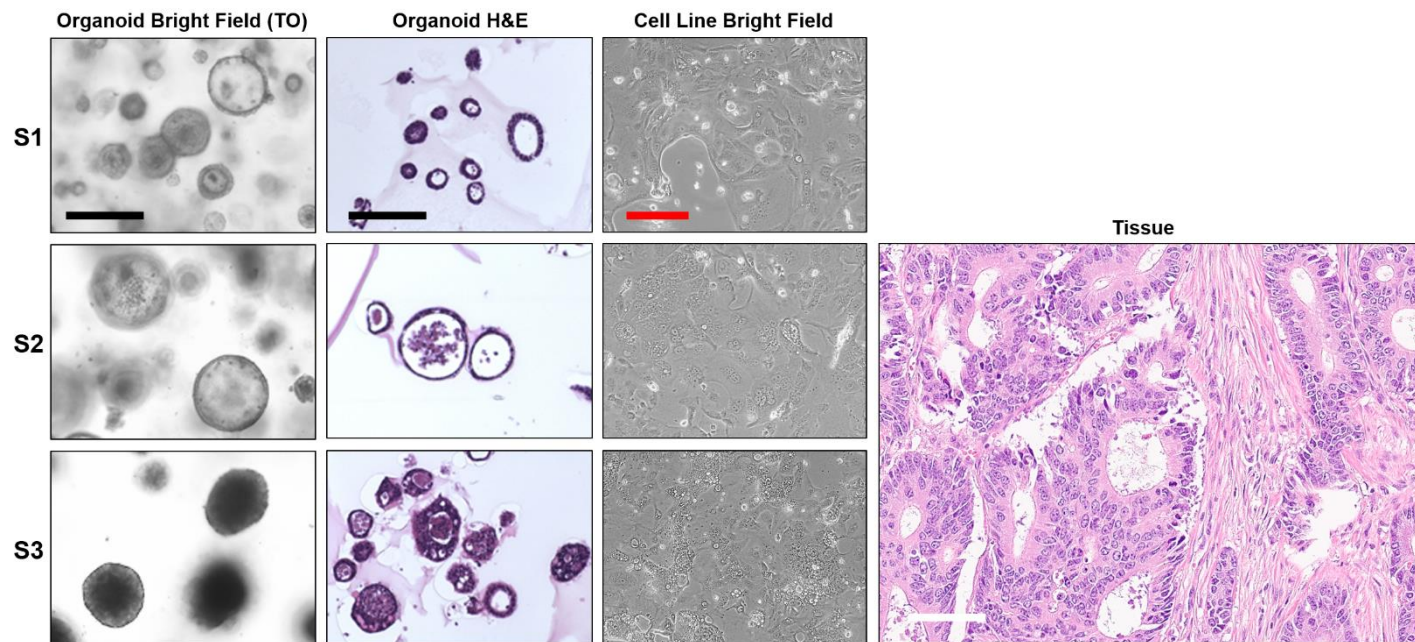 Organoid Bright Field (TO)
Organoid H&E
Cell Line Bright Field
S1
Tissue
S2
S3